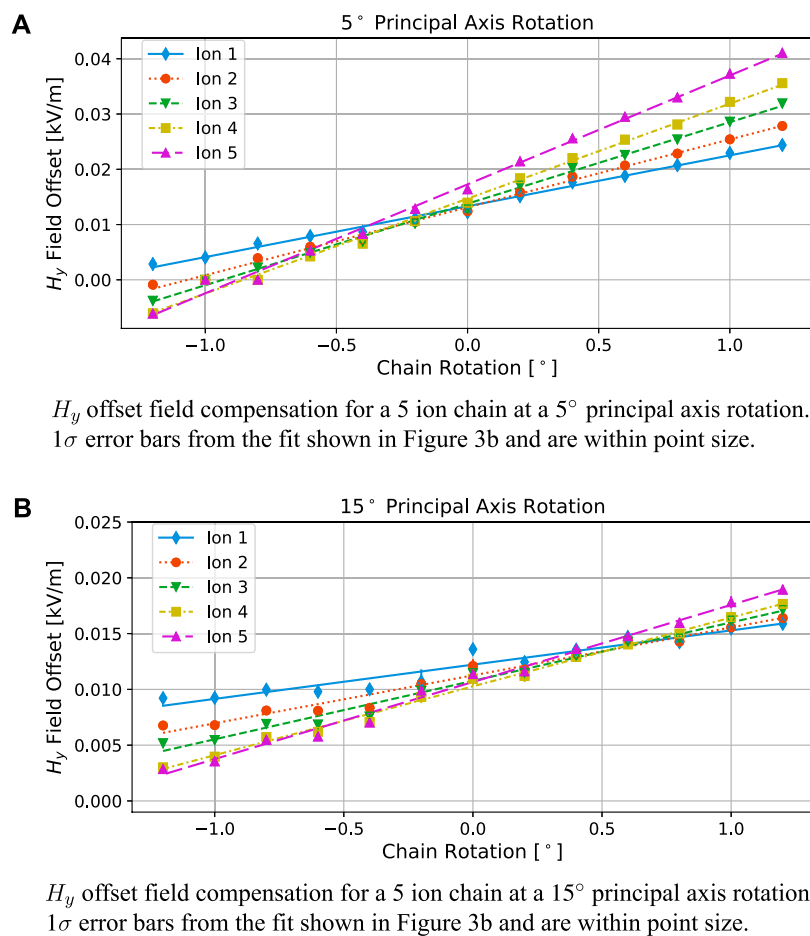 A
5° Principal Axis Rotation
0.04
0.03
0.02
0.01
0.00
H_y Field Offset [kV/m]
Ion 1
Ion 2
Ion 3
Ion 4
Ion 5
−1.0 −0.5 0.0 0.5 1.0
Chain Rotation [°]
H_y offset field compensation for a 5 ion chain at a 5° principal axis rotation.
1σ error bars from the fit shown in Figure 3b and are within point size.
B
15° Principal Axis Rotation
0.025
0.020
0.015
0.010
0.005
0.000
H_y Field Offset [kV/m]
Ion 1
Ion 2
Ion 3
Ion 4
Ion 5
−1.0 −0.5 0.0 0.5 1.0
Chain Rotation [°]
H_y offset field compensation for a 5 ion chain at a 15° principal axis rotation
1σ error bars from the fit shown in Figure 3b and are within point size.